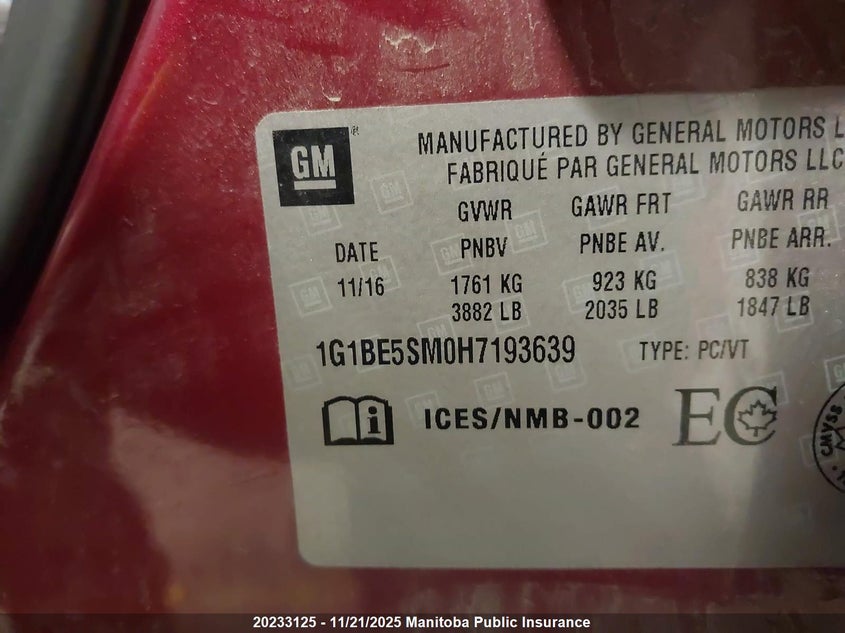 GM
MANUFACTURED BY GENERAL MOTORS L
FABRIQUÉ PAR GENERAL MOTORS LLC
GVWR GAWR FRT GAWR RR
DATE PNBV PNBE AV. PNBE ARR.
11/16 1761 KG 923 KG 838 KG
3882 LB 2035 LB 1847 LB
1G1BE5SM0H7193639 TYPE: PC/VT
i ICES/NMB-002 EC
CMVSS
20233125 - 11/21/2025 Manitoba Public Insurance